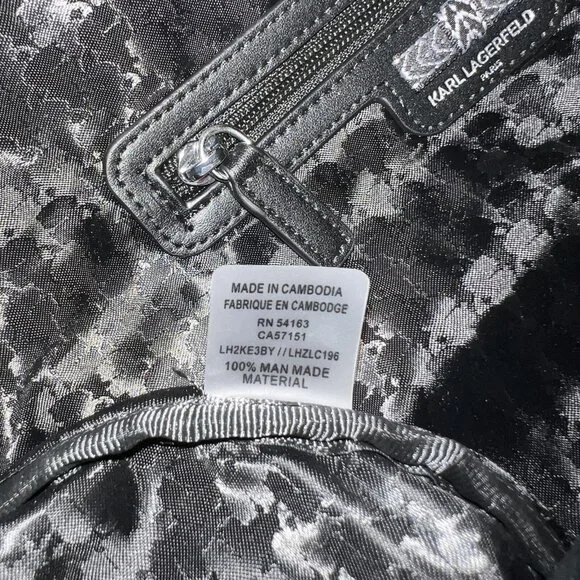 KARL LAGERFELD
PARIS
MADE IN CAMBODIA
FABRIQUE EN CAMBODGE
RN 54163
CA57151
LH2KE3BY//LHZLC196
100% MAN MADE
MATERIAL